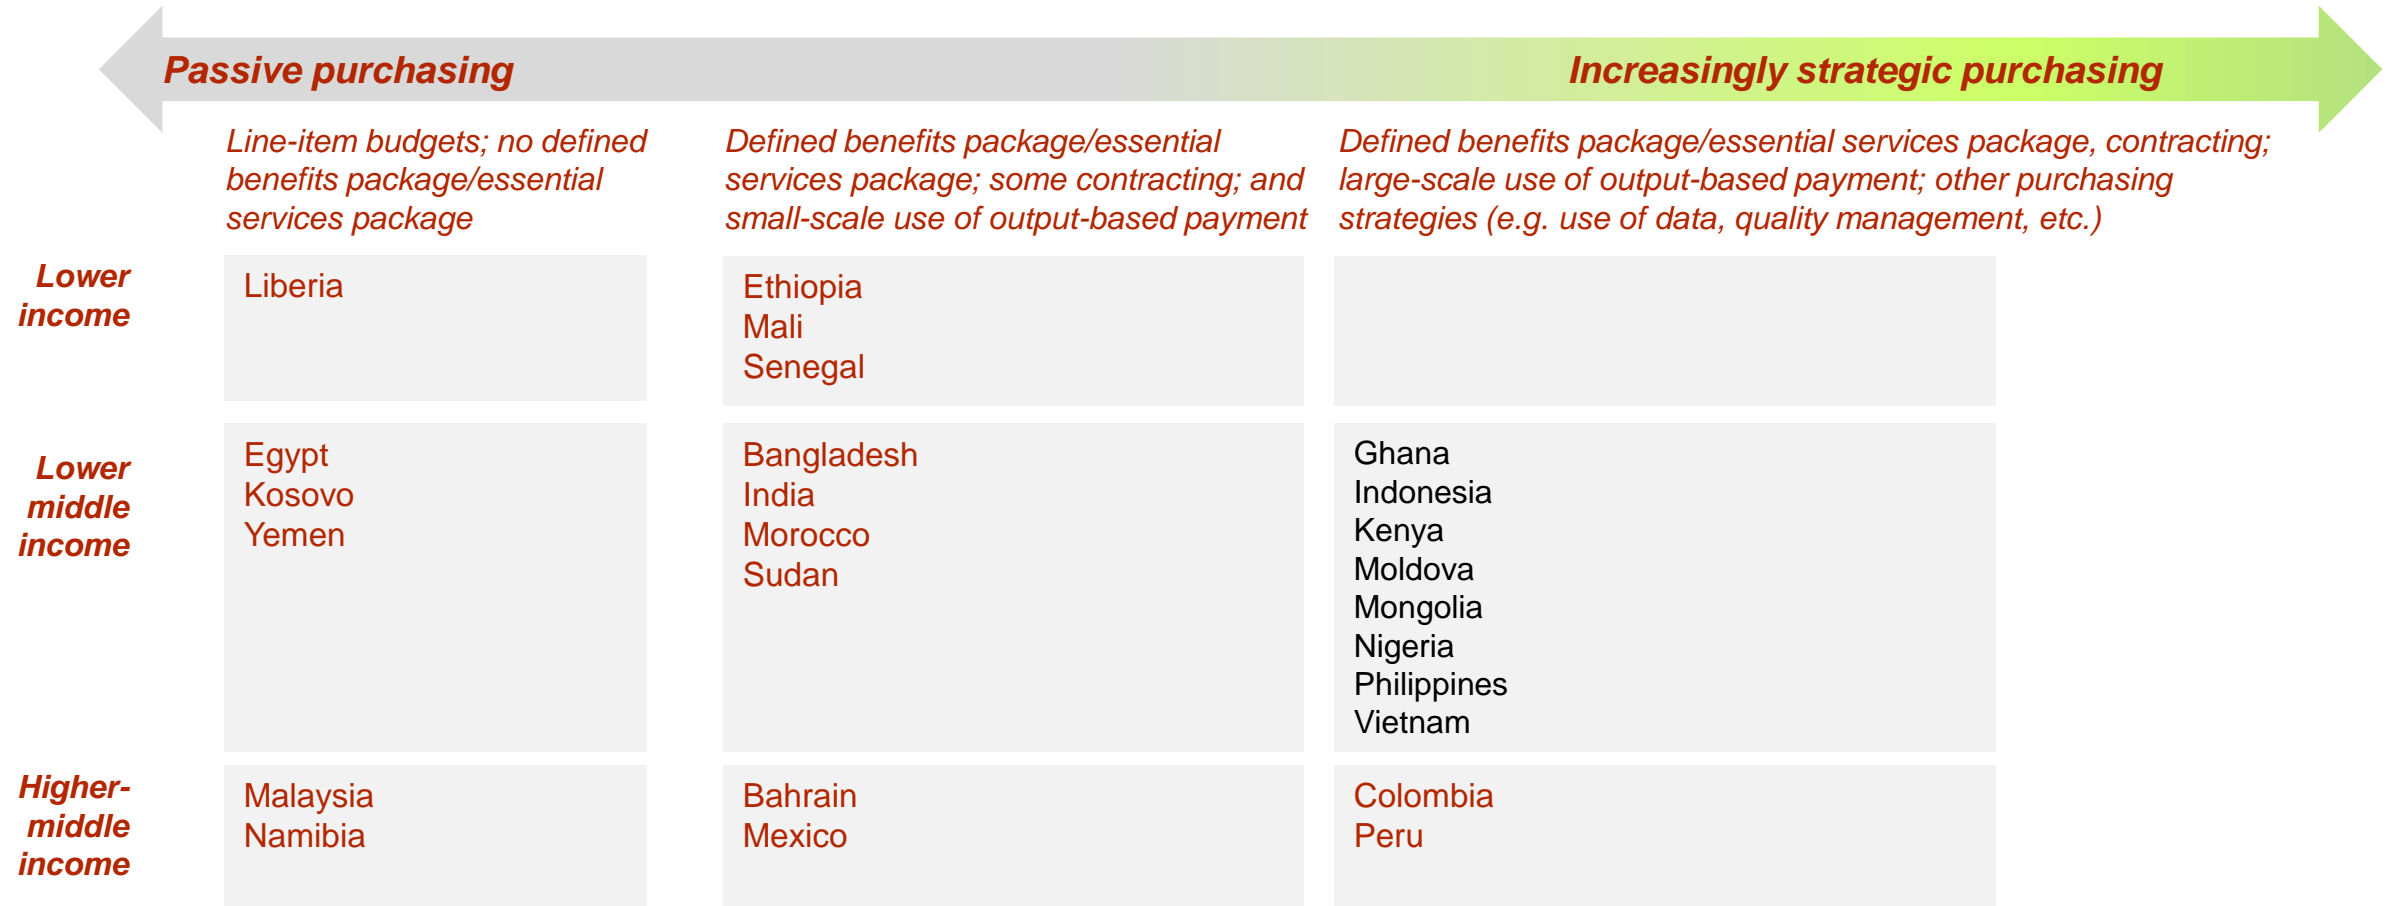 Passive purchasing
Increasingly strategic purchasing
Line-item budgets; no defined
benefits package/essential
services package
Defined benefits package/essential
services package; some contracting; and
small-scale use of output-based payment
Defined benefits package/essential services package, contracting;
large-scale use of output-based payment; other purchasing
strategies (e.g. use of data, quality management, etc.)
Lower
income
Liberia
Ethiopia
Mali
Senegal
Lower
middle
income
Egypt
Kosovo
Yemen
Bangladesh
India
Morocco
Sudan
Ghana
Indonesia
Kenya
Moldova
Mongolia
Nigeria
Philippines
Vietnam
Higher-
middle
income
Malaysia
Namibia
Bahrain
Mexico
Colombia
Peru